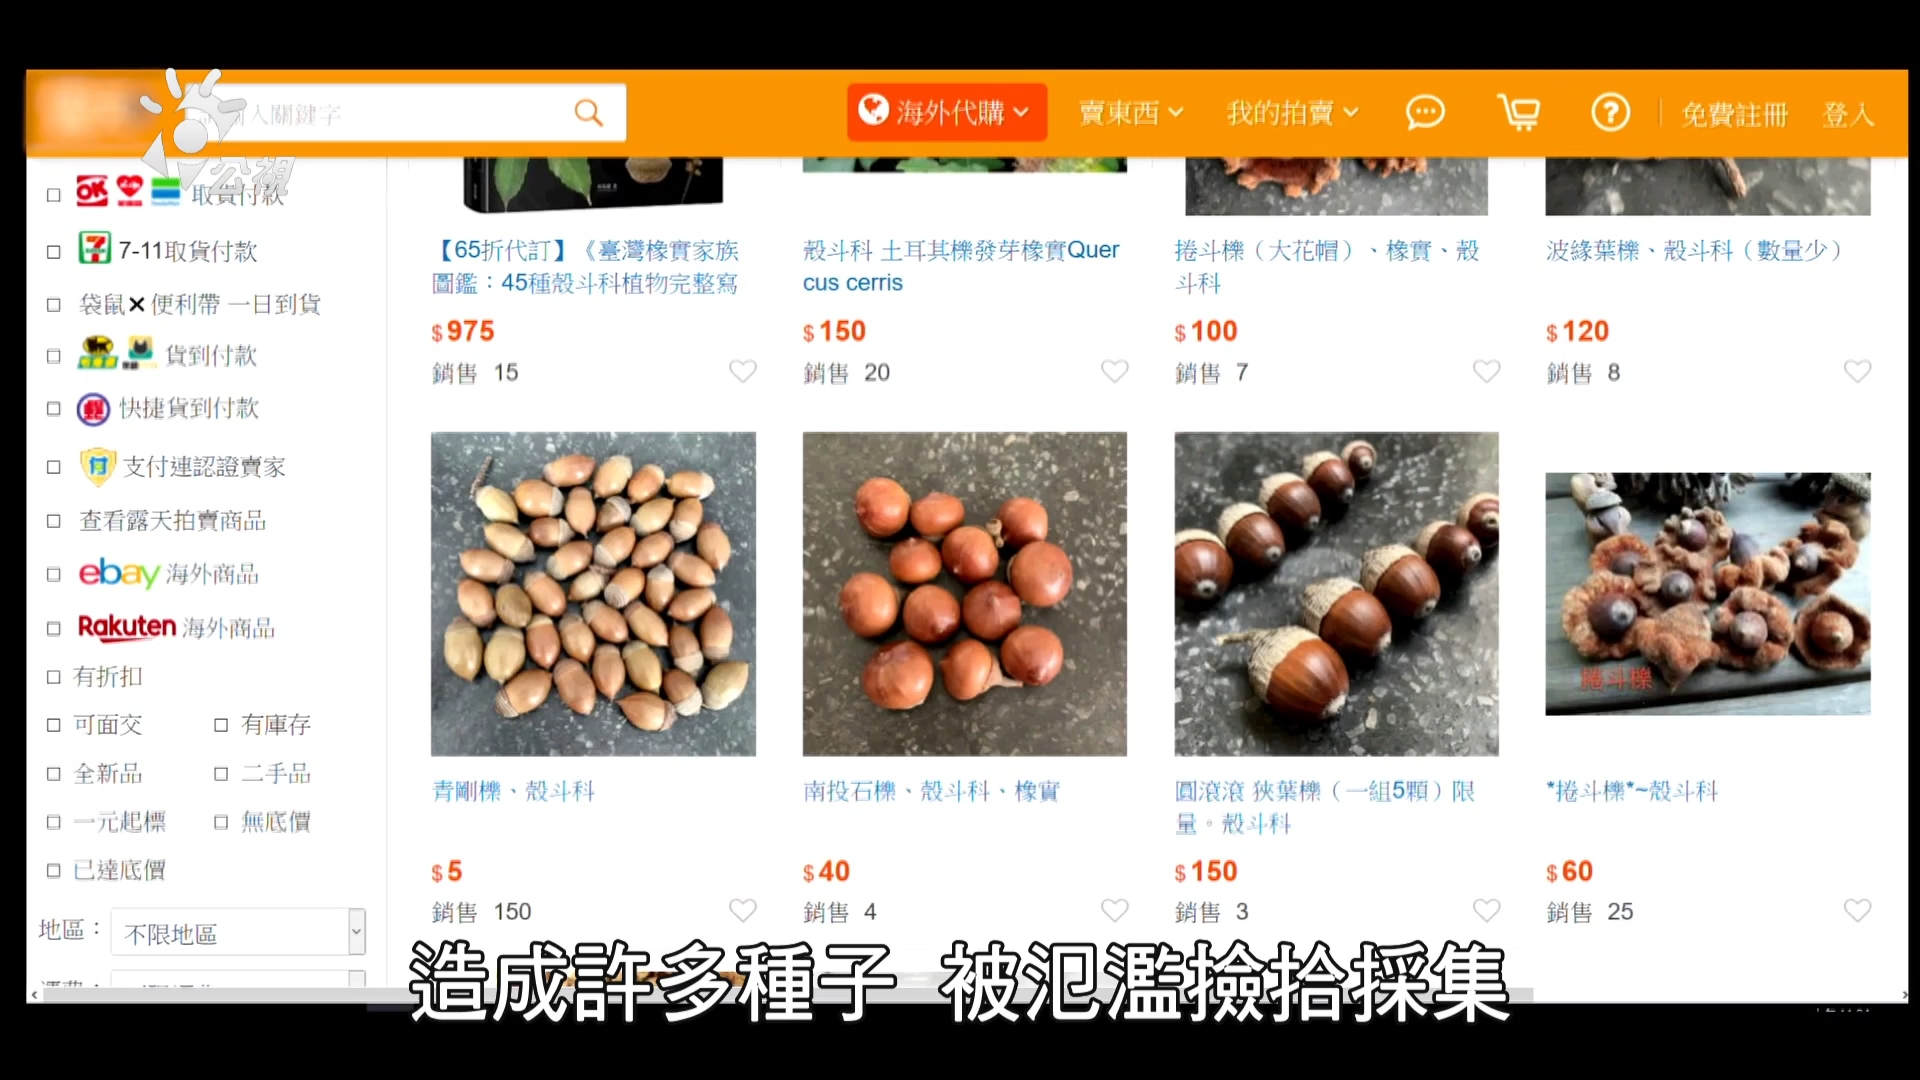 入關鍵字
海外代購
賣東西
我的拍賣
免費註冊
登入
公視
OK
取貨付款
7-11取貨付款
袋鼠✖便利帶 一日到貨
貨到付款
快捷貨到付款
支付連認證賣家
查看露天拍賣商品
ebay 海外商品
Rakuten 海外商品
有折扣
可面交
有庫存
全新品
二手品
一元起標
無底價
已達底價
地區：
不限地區
【65折代訂】《臺灣橡實家族
圖鑑：45種殼斗科植物完整寫
$975
銷售 15
殼斗科 土耳其櫟發芽橡實Quer
cus cerris
$150
銷售 20
捲斗櫟（大花帽）、橡實、殼
斗科
$100
銷售 7
波緣葉櫟、殼斗科（數量少）
$120
銷售 8
捲斗櫟
青剛櫟、殼斗科
$5
銷售 150
南投石櫟、殼斗科、橡實
$40
銷售 4
圓滾滾 狹葉櫟（一組5顆）限
量。殼斗科
$150
銷售 3
*捲斗櫟*~殼斗科
$60
銷售 25
造成許多種子 被氾濫撿拾採集